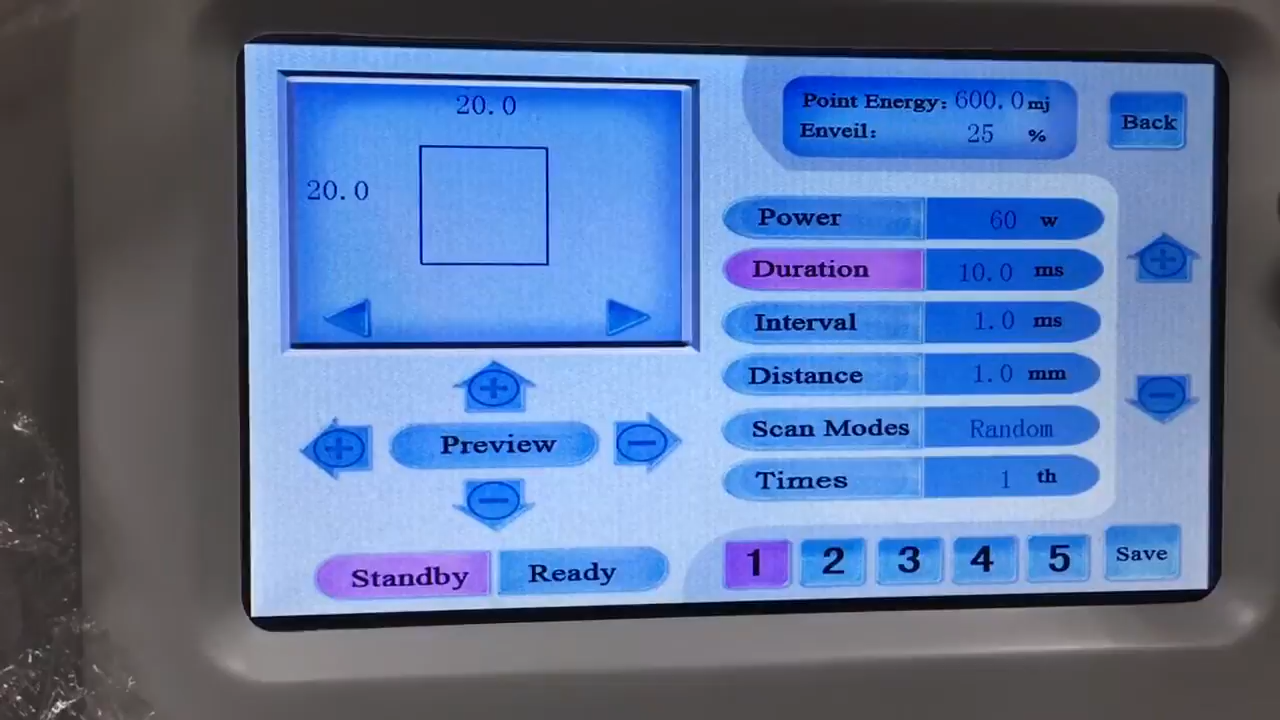 20.0
20.0
Preview
Standby Ready
Point Energy: 600.0 mj
Enveil: 25 %
Back
Power 60 w
Duration 10.0 ms
Interval 1.0 ms
Distance 1.0 mm
Scan Modes Random
Times 1 th
1 2 3 4 5 Save